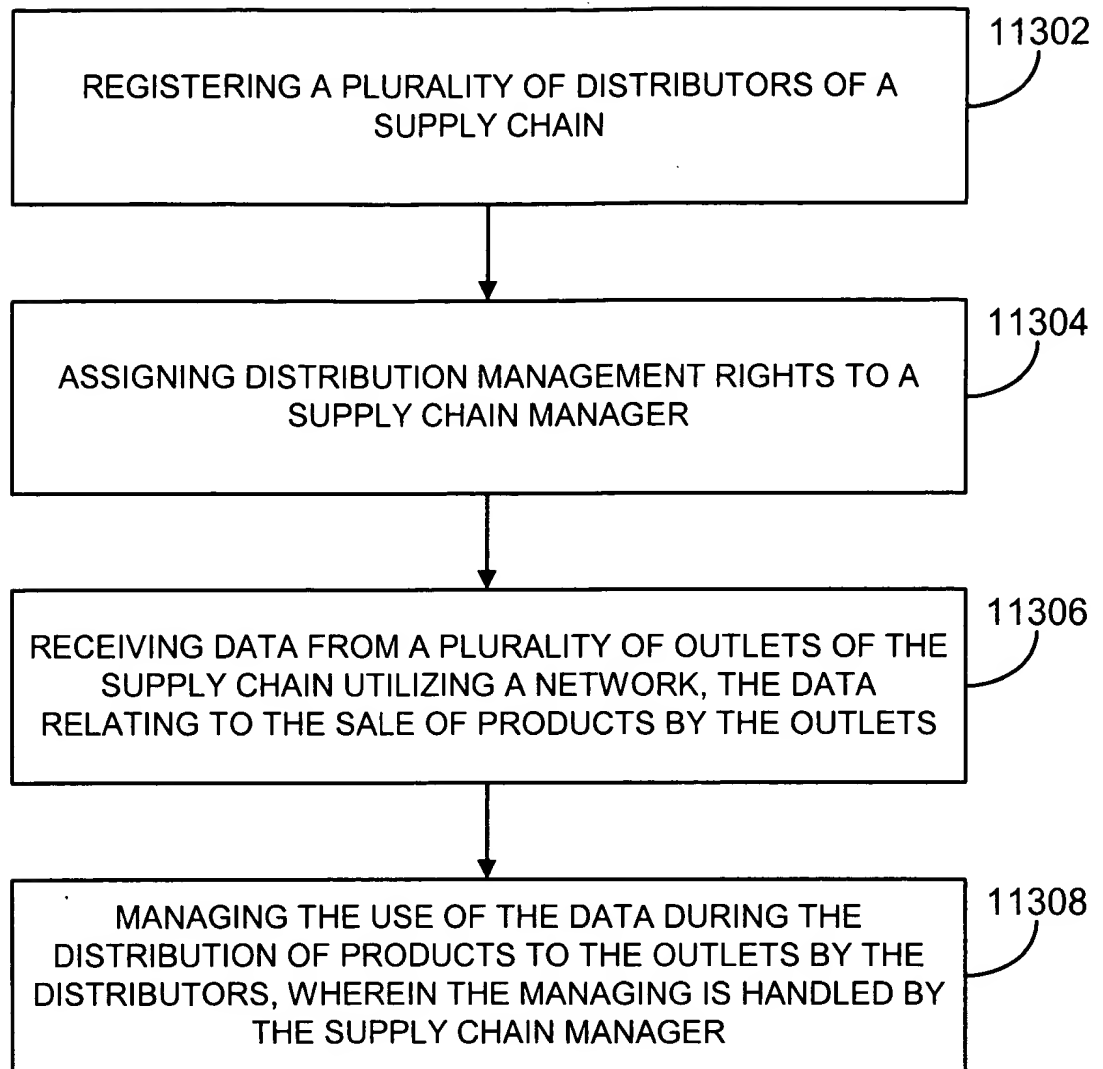 11302
REGISTERING A PLURALITY OF DISTRIBUTORS OF A
SUPPLY CHAIN
11304
ASSIGNING DISTRIBUTION MANAGEMENT RIGHTS TO A
SUPPLY CHAIN MANAGER
11306
RECEIVING DATA FROM A PLURALITY OF OUTLETS OF THE
SUPPLY CHAIN UTILIZING A NETWORK, THE DATA
RELATING TO THE SALE OF PRODUCTS BY THE OUTLETS
11308
MANAGING THE USE OF THE DATA DURING THE
DISTRIBUTION OF PRODUCTS TO THE OUTLETS BY THE
DISTRIBUTORS, WHEREIN THE MANAGING IS HANDLED BY
THE SUPPLY CHAIN MANAGER